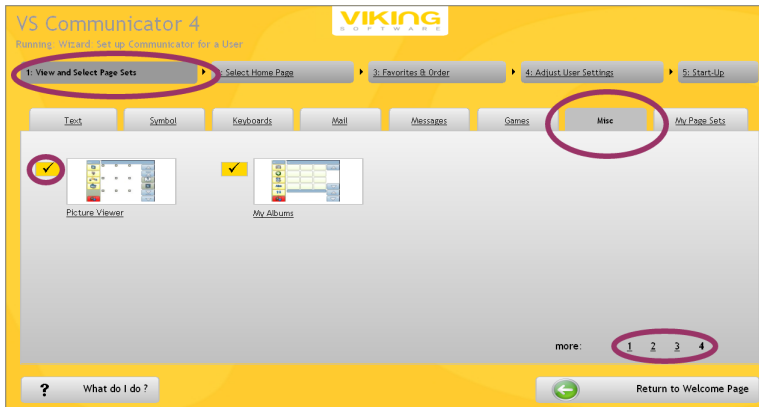 VS Communicator 4
VIKING
SOFTWARE
Running: Wizard: Set up Communicator for a User
1: View and Select Page Sets
Select Home Page
3: Favorites & Order
4: Adjust User Settings
5: Start-Up
Text
Symbol
Keyboards
Mail
Messages
Games
Misc
My Page Sets
Picture Viewer
My Albums
more: 1 2 3 4
? What do I do ?
Return to Welcome Page